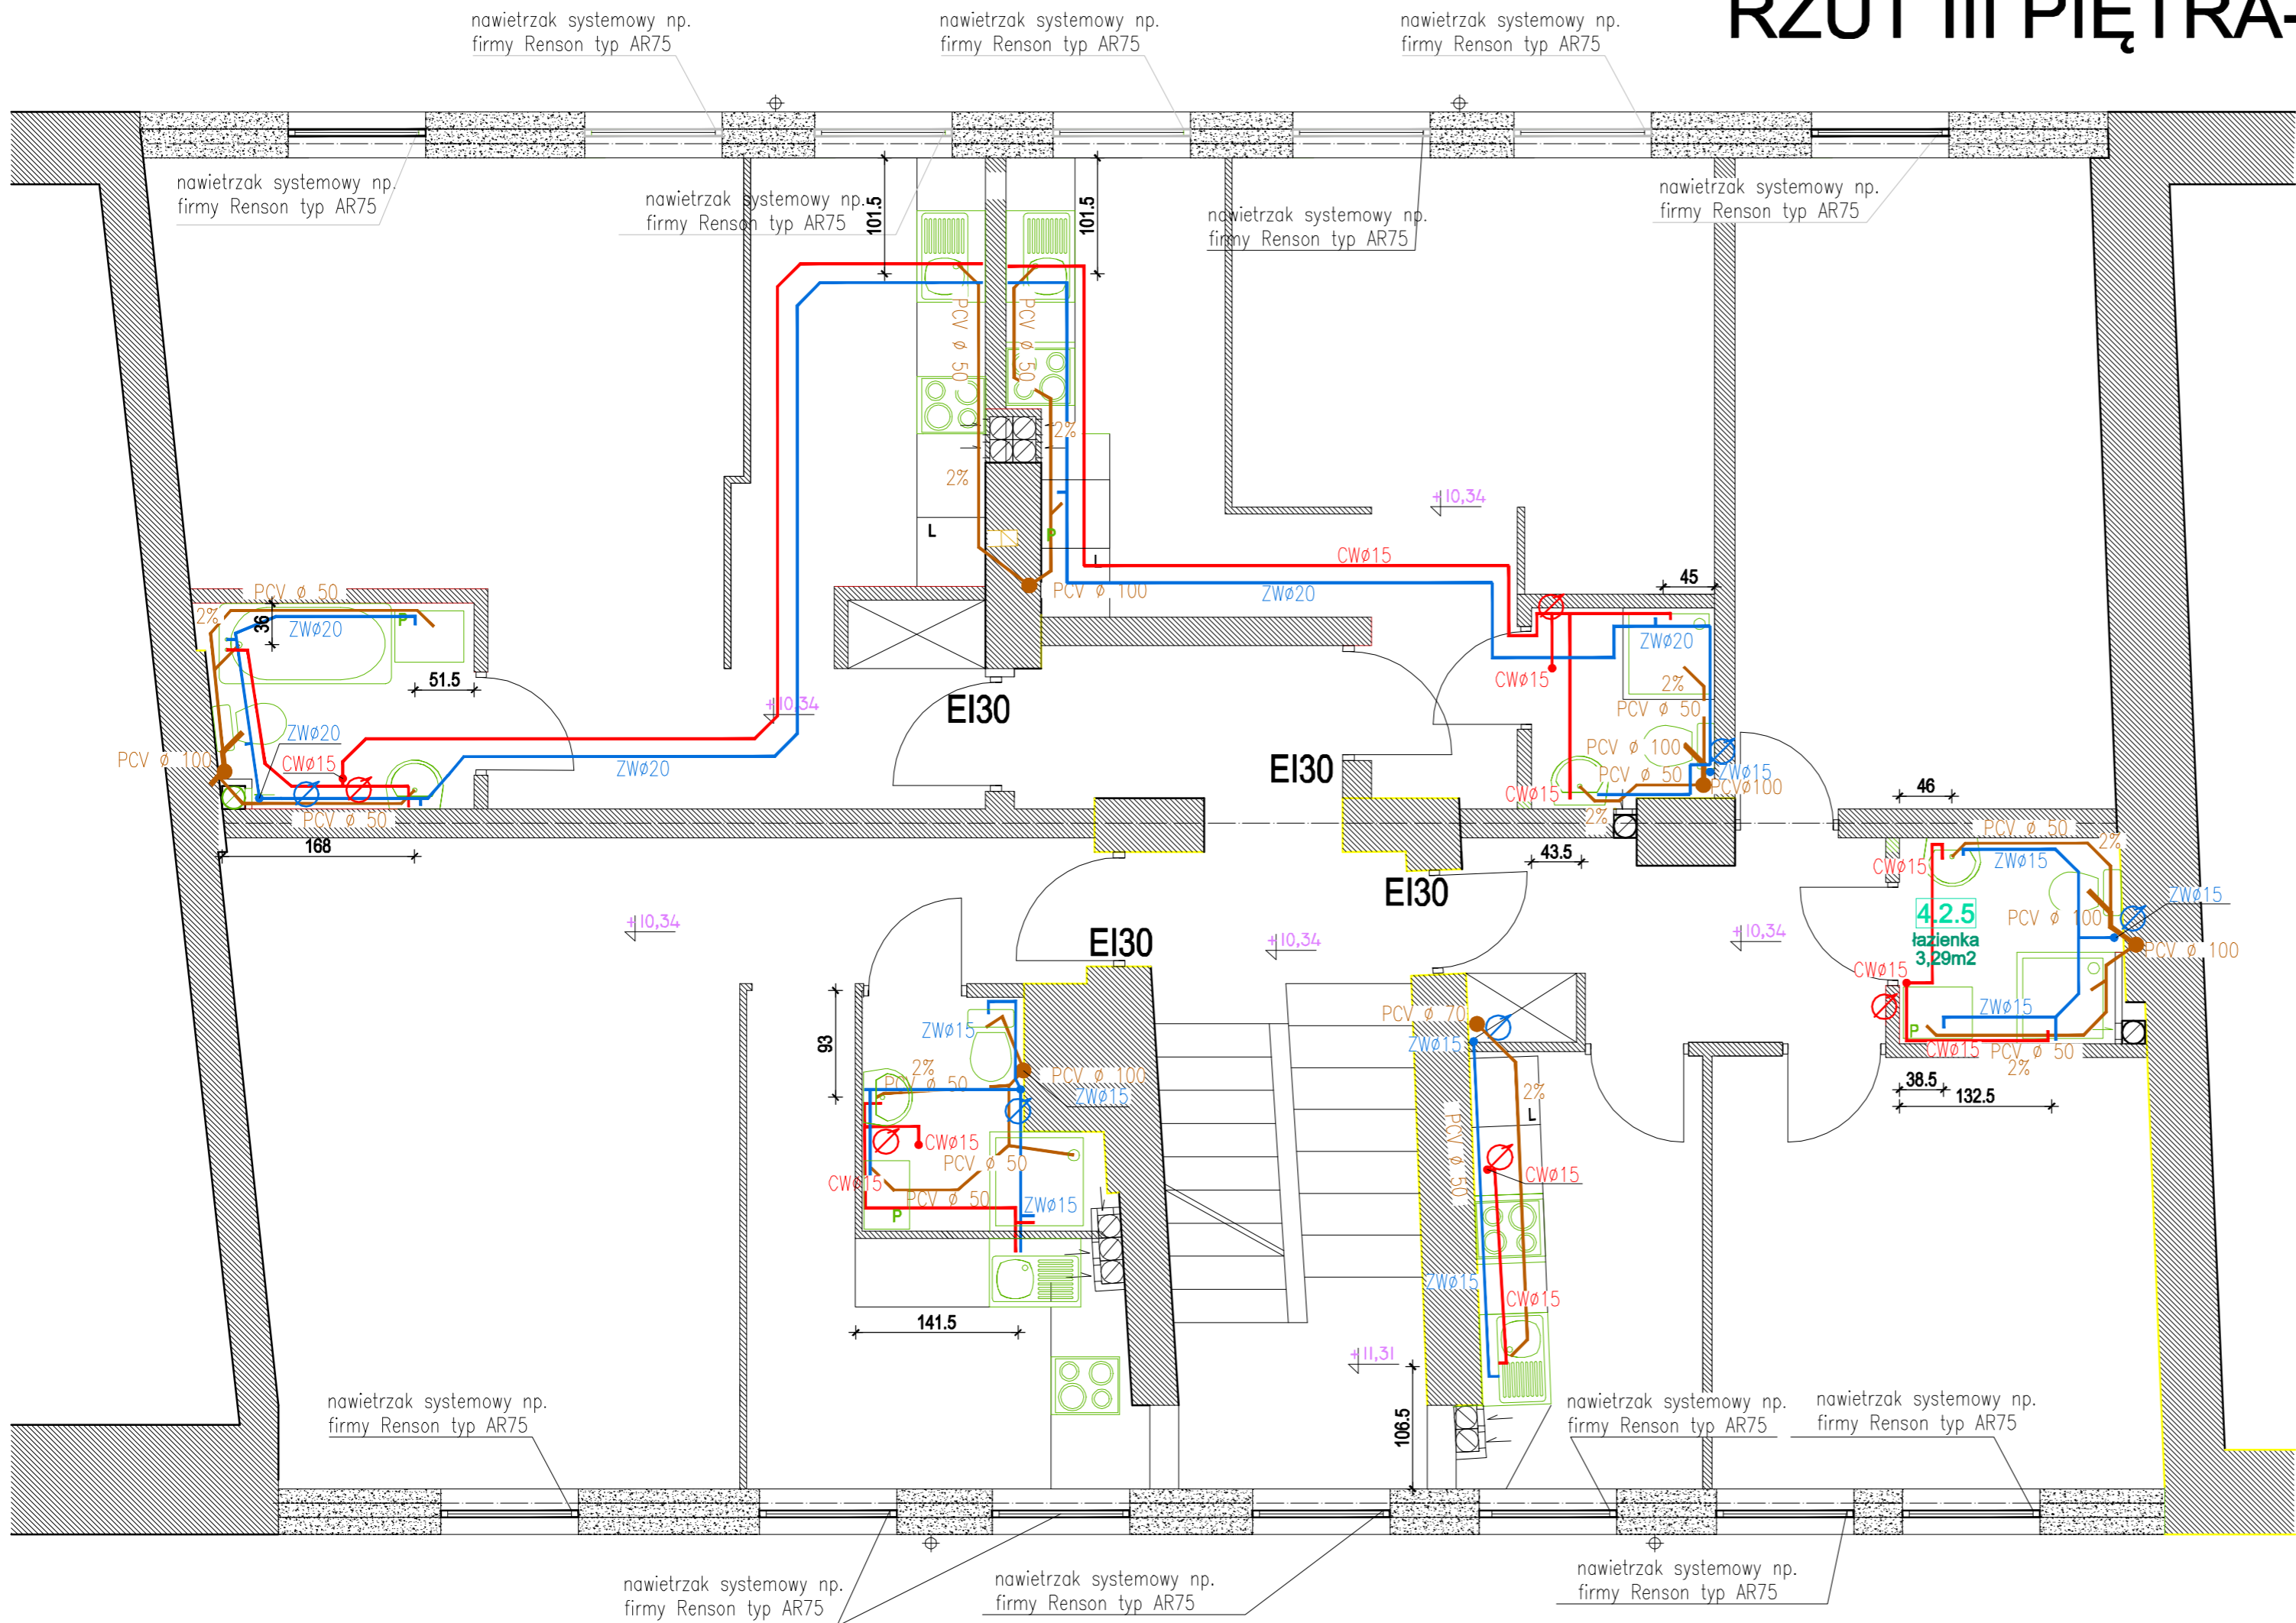 RZUT III PIĘTRA-
nawietrzak systemowy np.
firmy Renson typ AR75
nawietrzak systemowy np.
firmy Renson typ AR75
nawietrzak systemowy np.
firmy Renson typ AR75
nawietrzak systemowy np.
firmy Renson typ AR75
nawietrzak systemowy np.
firmy Renson typ AR75
nawietrzak systemowy np.
firmy Renson typ AR75
nawietrzak systemowy np.
firmy Renson typ AR75
101.5
101.5
PCV ø 50
PCV ø 50
2%
2%
L
P
L
+10,34
CWø15
ZWø20
PCV ø 100
45
PCV ø 50
2%
36
ZWø20
P
51.5
ZWø20
CWø15
PCV ø 100
PCV ø 50
168
ZWø20
+10,34
EI30
EI30
CWø15
ZWø20
2%
PCV ø 50
PCV ø 100
PCV ø 50
ZWø15
PCVø100
CWø15
2%
43.5
46
PCV ø 50
2%
CWø15
ZWø15
ZWø15
PCV ø 100
PCV ø 100
4.2.5
łazienka
3,29m2
CWø15
ZWø15
P
CWø15
PCV ø 50
2%
38.5
132.5
EI30
EI30
+10,34
+10,34
+10,34
93
ZWø15
2%
PCV ø 50
PCV ø 100
ZWø15
CWø15
PCV ø 50
CWø15
PCV ø 50
P
ZWø15
141.5
PCV ø 70
ZWø15
2%
L
PCV ø 50
CWø15
ZWø15
CWø15
+11,31
106.5
nawietrzak systemowy np.
firmy Renson typ AR75
nawietrzak systemowy np.
firmy Renson typ AR75
nawietrzak systemowy np.
firmy Renson typ AR75
nawietrzak systemowy np.
firmy Renson typ AR75
nawietrzak systemowy np.
firmy Renson typ AR75
nawietrzak systemowy np.
firmy Renson typ AR75